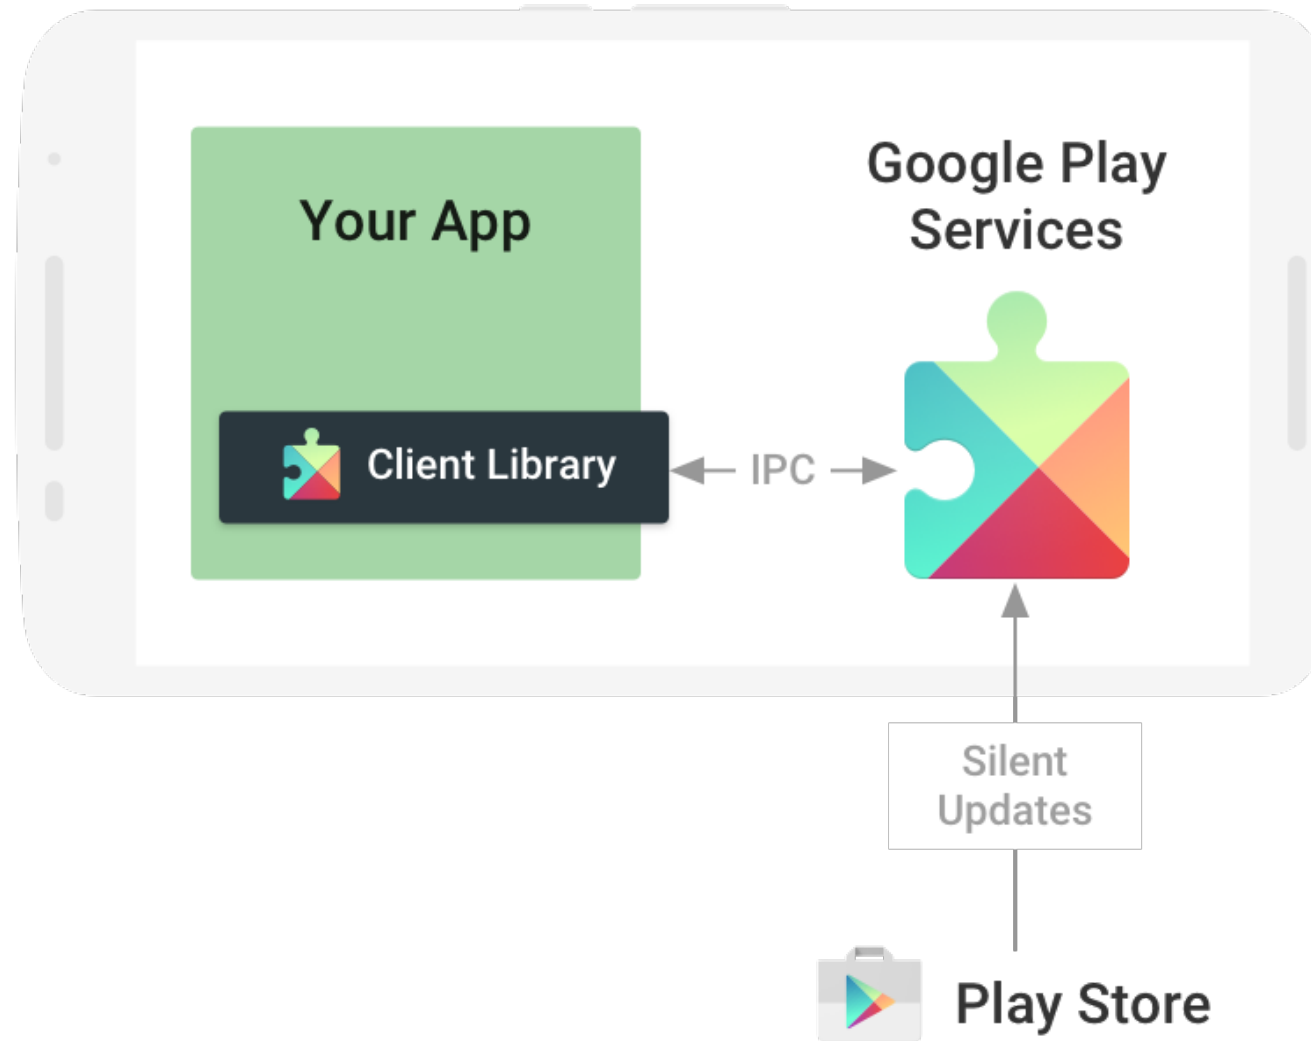 Your App
Google Play
Services
Client Library
IPC
Silent
Updates
Play Store